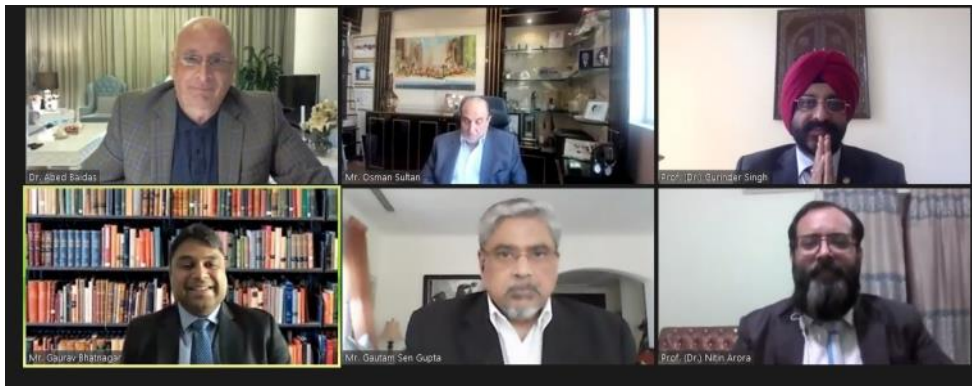 Dr. Abed Baidas
Mr. Osman Sultan
Prof. (Dr.) Gurinder Singh
Mr. Gaurav Bhatnagar
Mr. Gautam Sen Gupta
Prof. (Dr.) Nitin Arora